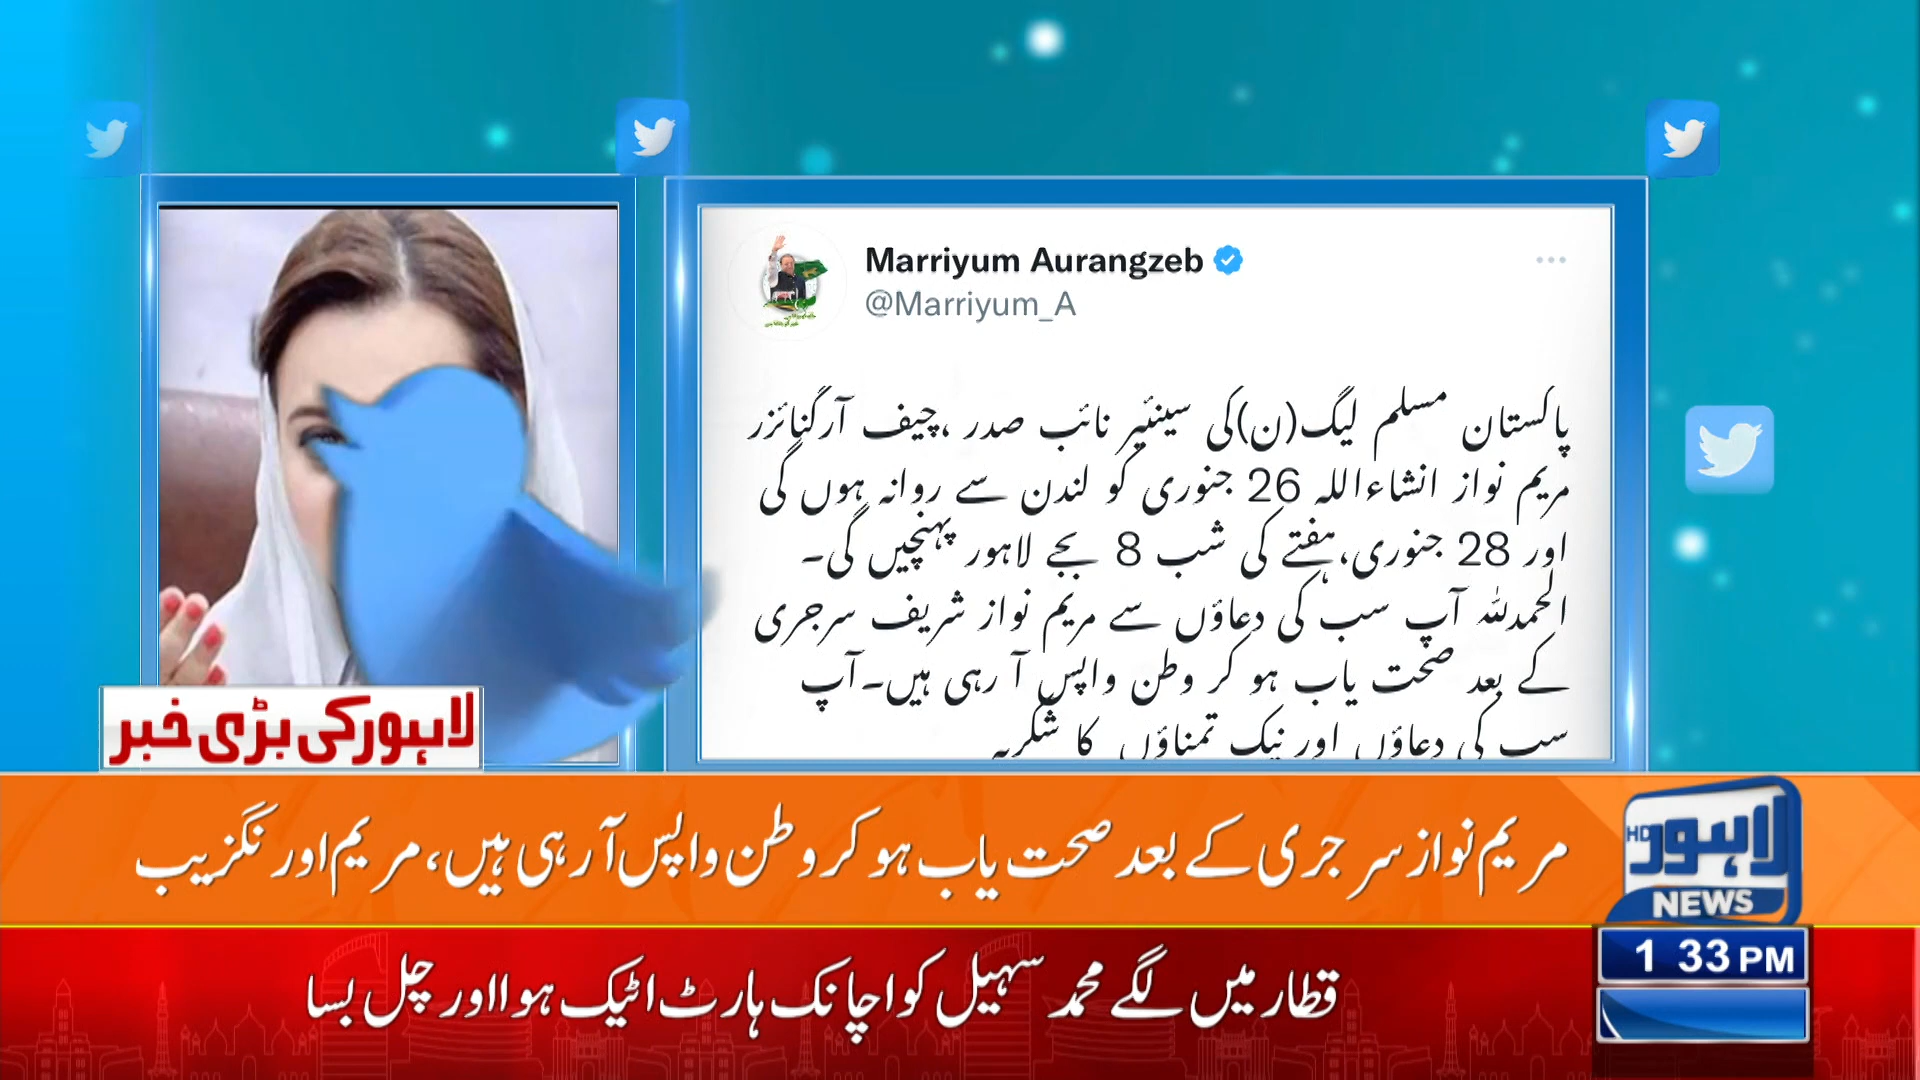 Marriyum Aurangzeb
@Marriyum_A
پاکستان مسلم لیگ(ن)کی سینئیر نائب صدر ،چیف آرگنائزر
مریم نواز انشاءاللہ 26 جنوری کو لندن سے روانہ ہوں گی
اور 28 جنوری،ہفتے کی شب 8 بجے لاہور پہنچیں گی۔
الحمدللہ آپ سب کی دعاؤں سے مریم نواز شریف سرجری
کے بعد صحت یاب ہو کر وطن واپس آ رہی ہیں۔آپ
سب کی دعاؤں اور نیک تمناؤں کا شکریہ
لاہور کی بڑی خبر
مریم نواز سرجری کے بعد صحت یاب ہو کر وطن واپس آ رہی ہیں، مریم اورنگزیب
لاہور
HD
NEWS
1 33 PM
قطار میں لگے محمد سہیل کو اچانک ہارٹ اٹیک ہوا اور چل بسا